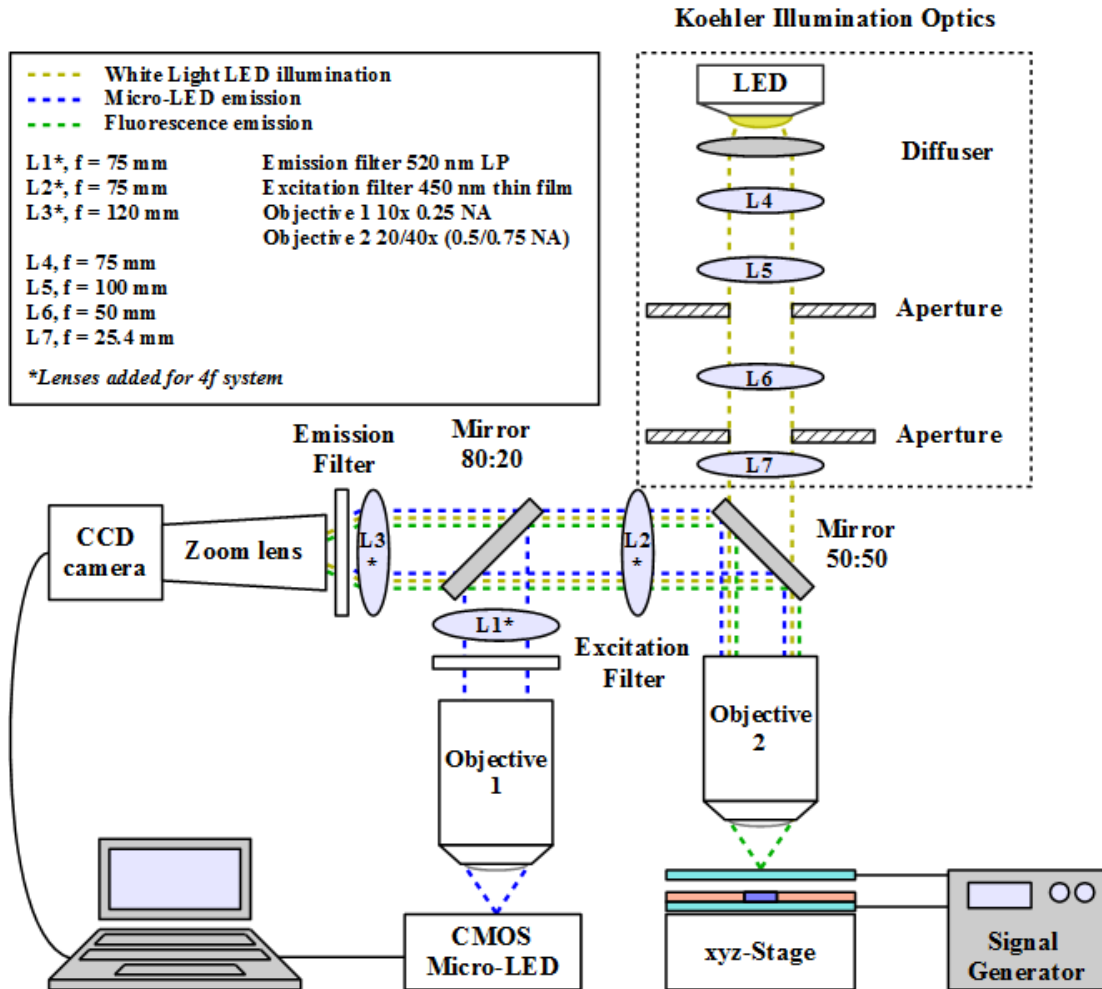 Koehler Illumination Optics
White Light LED illumination
Micro-LED emission
Fluorescence emission
L1*, f = 75 mm
L2*, f = 75 mm
L3*, f = 120 mm
Emission filter 520 nm LP
Excitation filter 450 nm thin film
Objective 1 10x 0.25 NA
Objective 2 20/40x (0.5/0.75 NA)
L4, f = 75 mm
L5, f = 100 mm
L6, f = 50 mm
L7, f = 25.4 mm
*Lenses added for 4f system
LED
Diffuser
L4
L5
Aperture
L6
Aperture
L7
Emission
Filter
Mirror
80:20
Mirror
50:50
CCD
camera
Zoom lens
L3
*
L2
*
L1*
Excitation
Filter
Objective
1
Objective
2
CMOS
Micro-LED
xyz-Stage
Signal
Generator